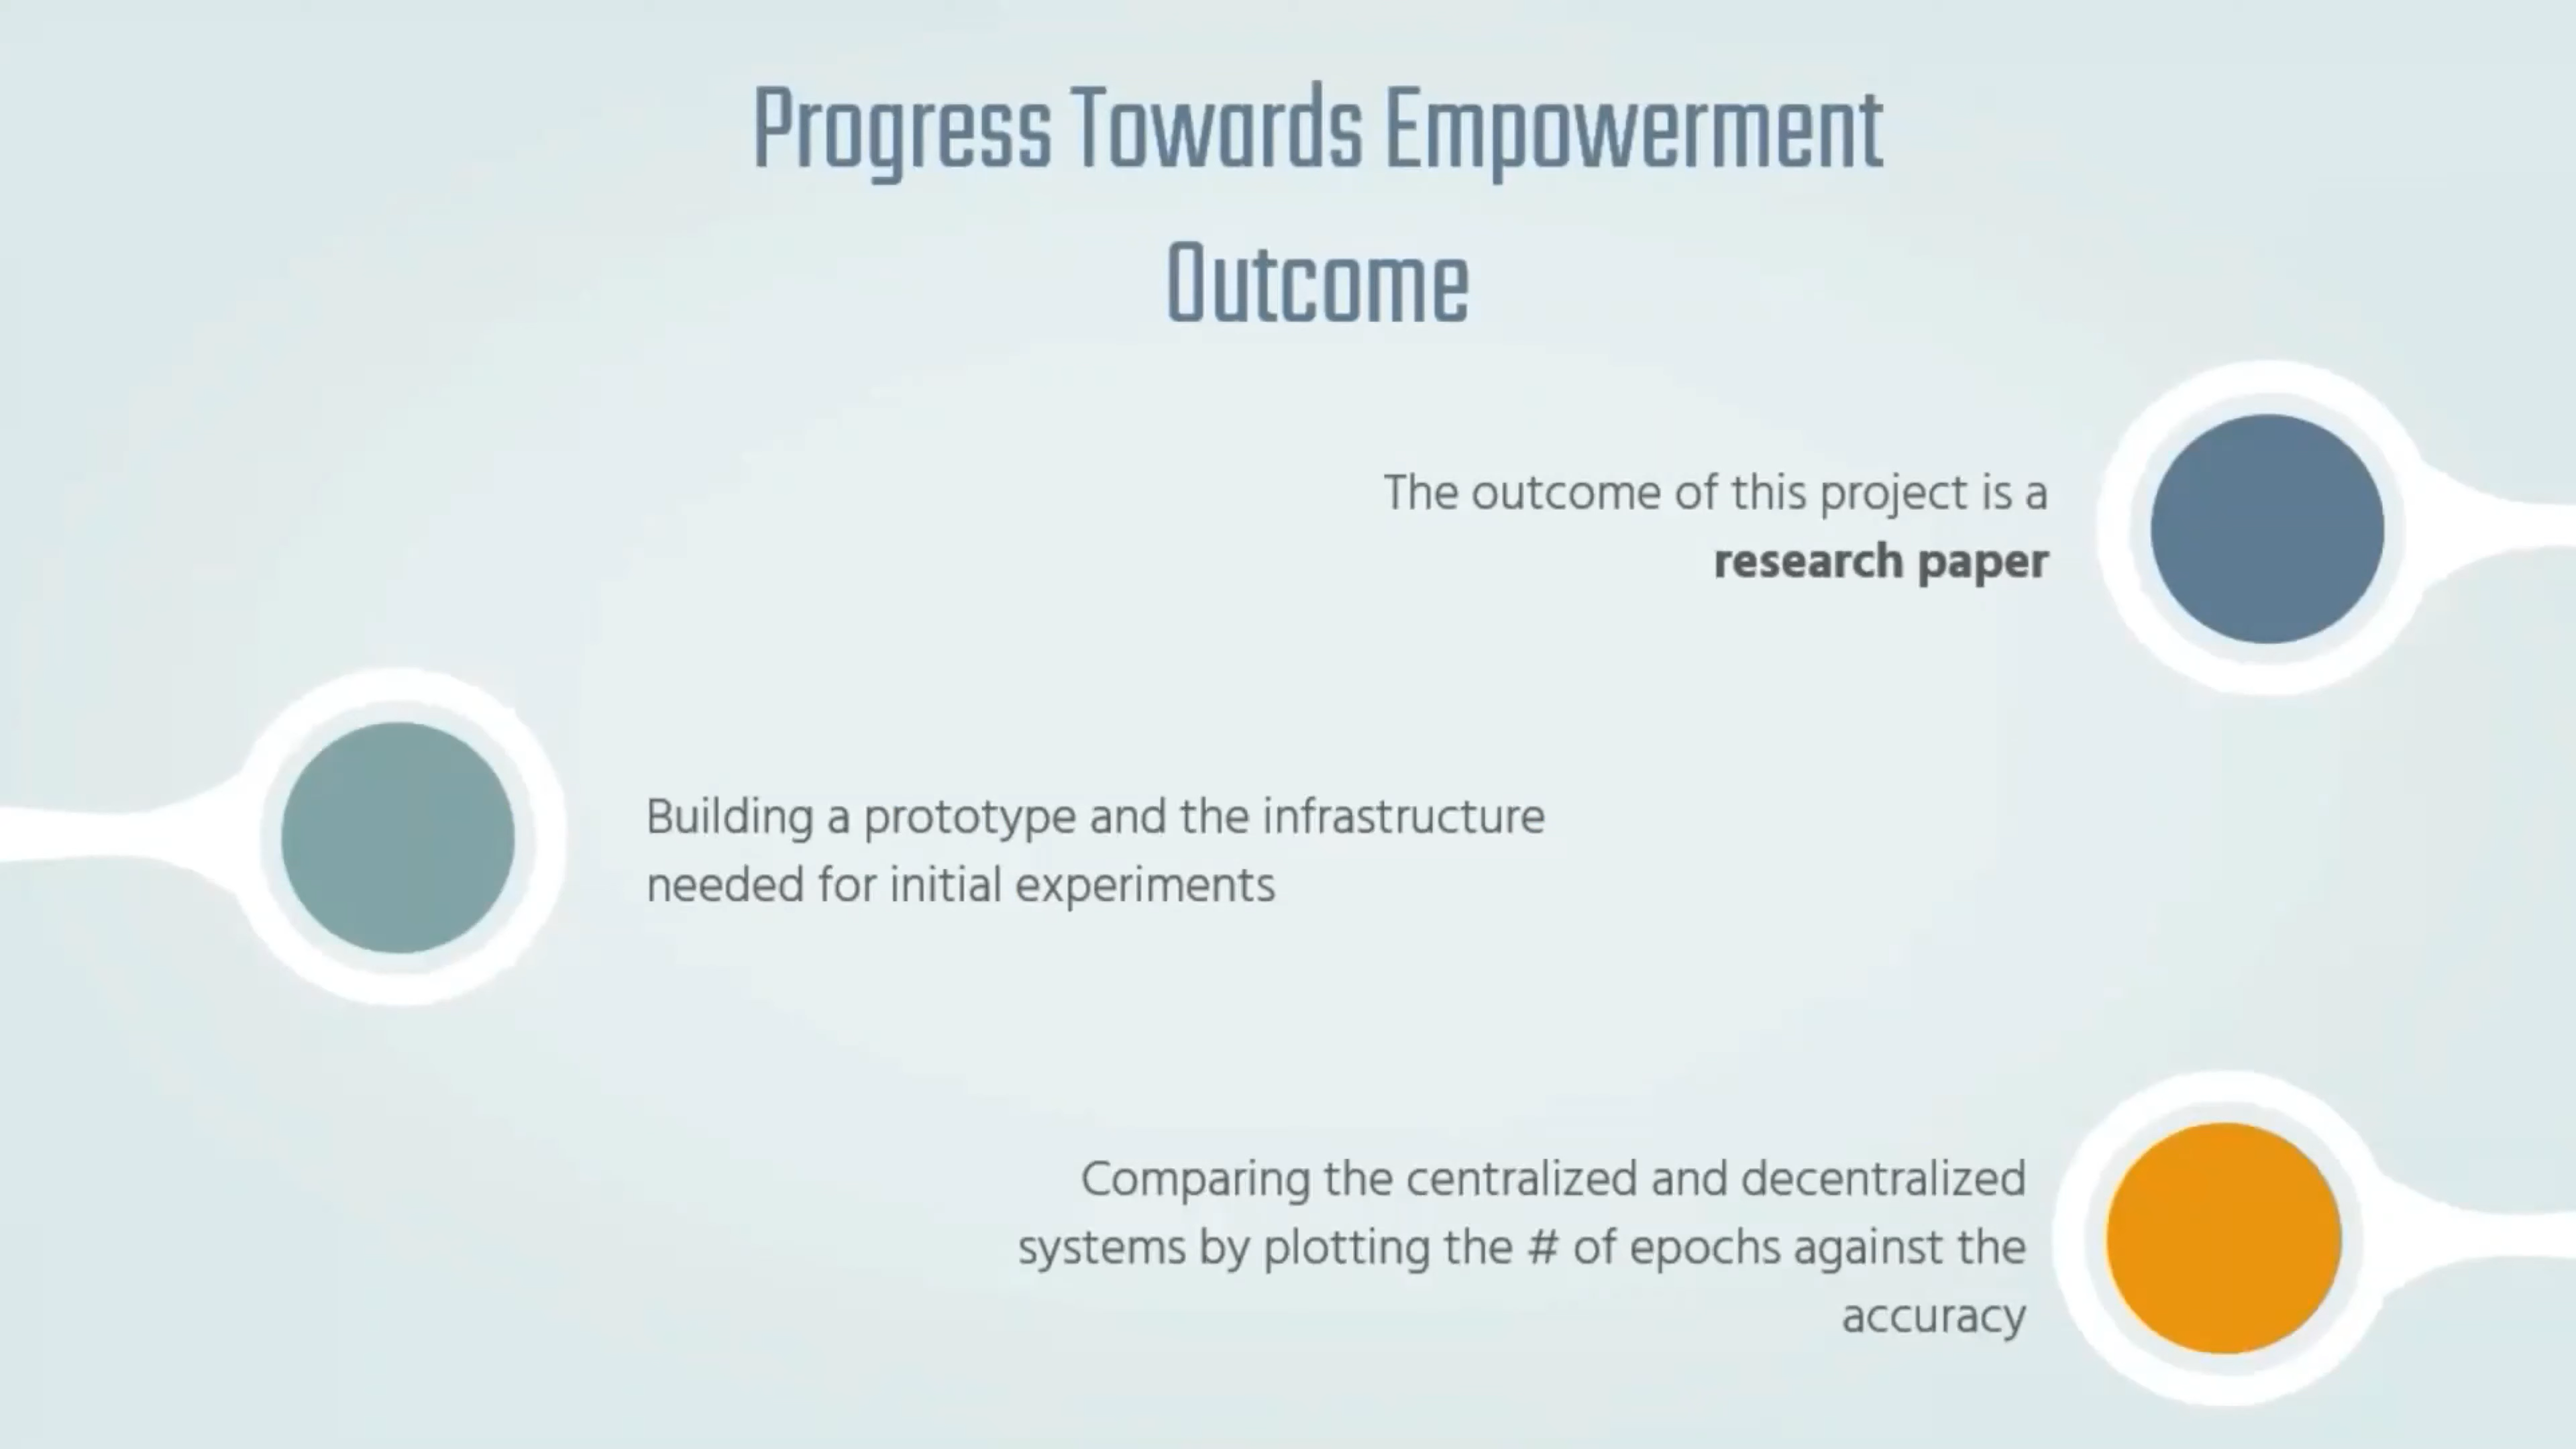 Progress Towards Empowerment
Outcome
The outcome of this project is a
research paper
Building a prototype and the infrastructure
needed for initial experiments
Comparing the centralized and decentralized
systems by plotting the # of epochs against the
accuracy